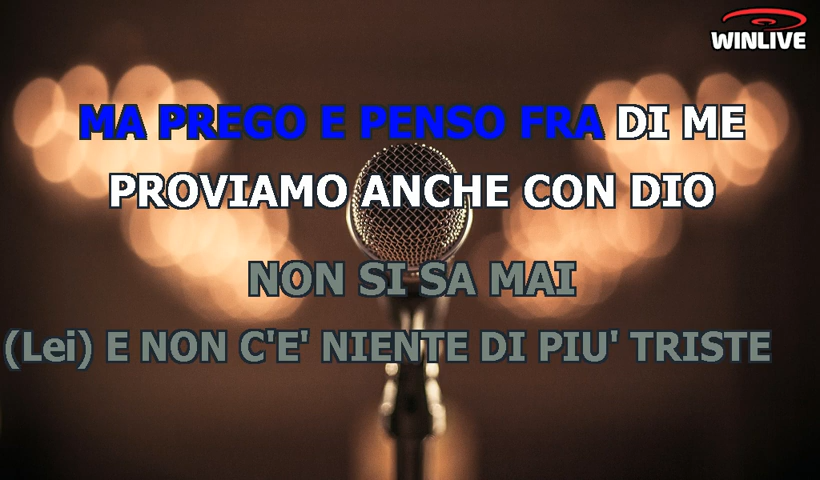 WINLIVE
MA PREGO E PENSO FRA DI ME
PROVIAMO ANCHE CON DIO
NON SI SA MAI
(Lei) E NON C'E' NIENTE DI PIU' TRISTE